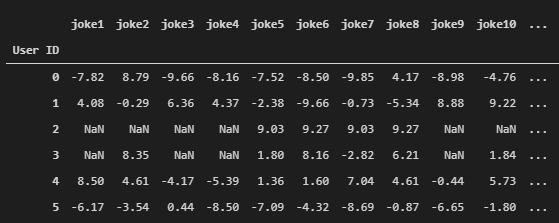 joke1 joke2 joke3 joke4 joke5 joke6 joke7 joke8 joke9 joke10 ...
User ID
0 -7.82 8.79 -9.66 -8.16 -7.52 -8.50 -9.85 4.17 -8.98 -4.76 ...
1 4.08 -0.29 6.36 4.37 -2.38 -9.66 -0.73 -5.34 8.88 9.22 ...
2 NaN NaN NaN NaN 9.03 9.27 9.03 9.27 NaN NaN ...
3 NaN 8.35 NaN NaN 1.80 8.16 -2.82 6.21 NaN 1.84 ...
4 8.50 4.61 -4.17 -5.39 1.36 1.60 7.04 4.61 -0.44 5.73 ...
5 -6.17 -3.54 0.44 -8.50 -7.09 -4.32 -8.69 -0.87 -6.65 -1.80 ...